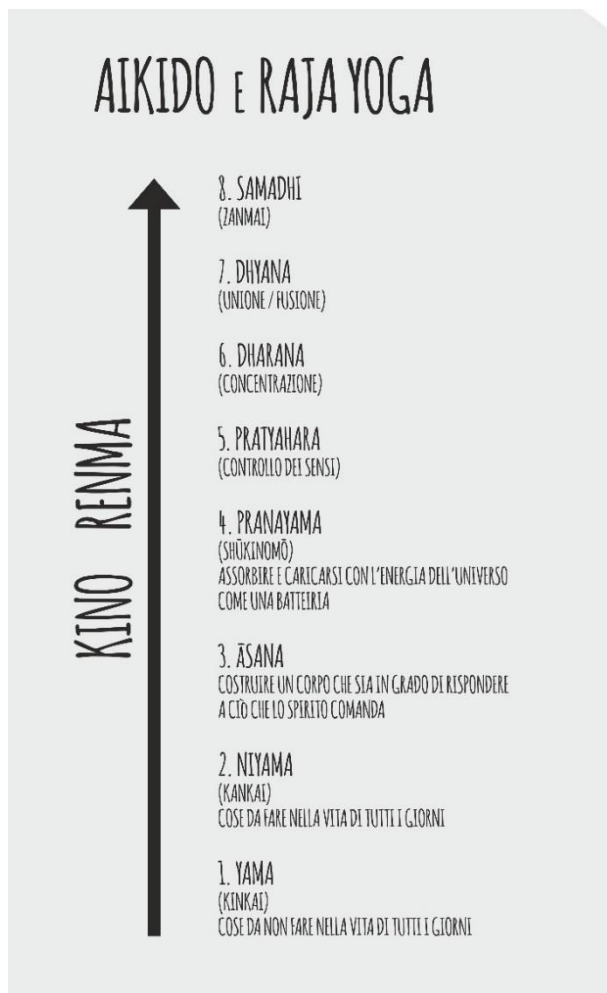 AIKIDO E RAJA YOGA
8. SAMADHI
(ZANMAI)
7. DHYANA
(UNIONE / FUSIONE)
6. DHARANA
(CONCENTRAZIONE)
5. PRATYAHARA
(CONTROLLO DEI SENSI)
4. PRANAYAMA
(SHŪKINOMŌ)
ASSORBIRE E CARICARSI CON L'ENERGIA DELL'UNIVERSO
COME UNA BATTEIRIA
3. ĀSANA
COSTRUIRE UN CORPO CHE SIA IN GRADO DI RISPONDERE
A CIÒ CHE LO SPIRITO COMANDA
2. NIYAMA
(KANKAI)
COSE DA FARE NELLA VITA DI TUTTI I GIORNI
1. YAMA
(KINKAI)
COSE DA NON FARE NELLA VITA DI TUTTI I GIORNI
KINO RENMA